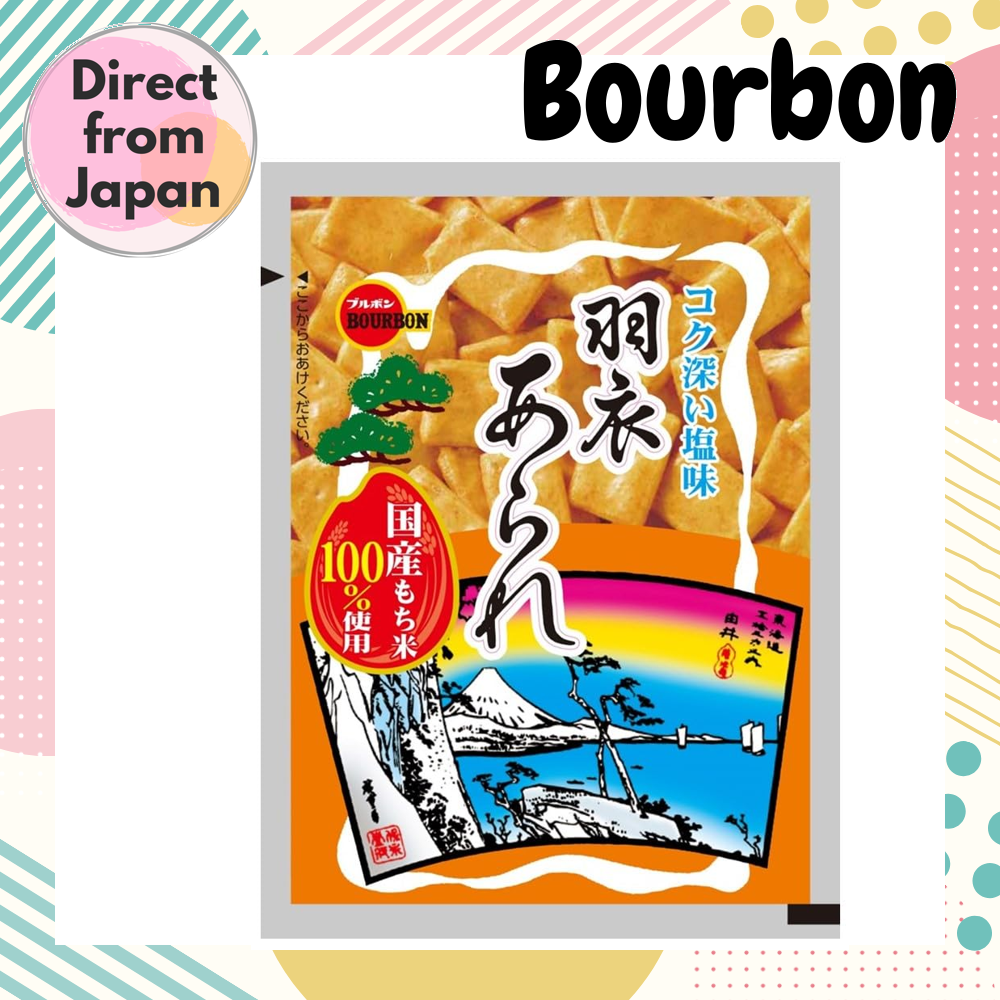 Direct
from
Japan
Bourbon
ブルボン
BOURBON
ここからおあけください。
コク深い塩味
羽衣
あられ
国産もち米
100%使用
東海道
由井